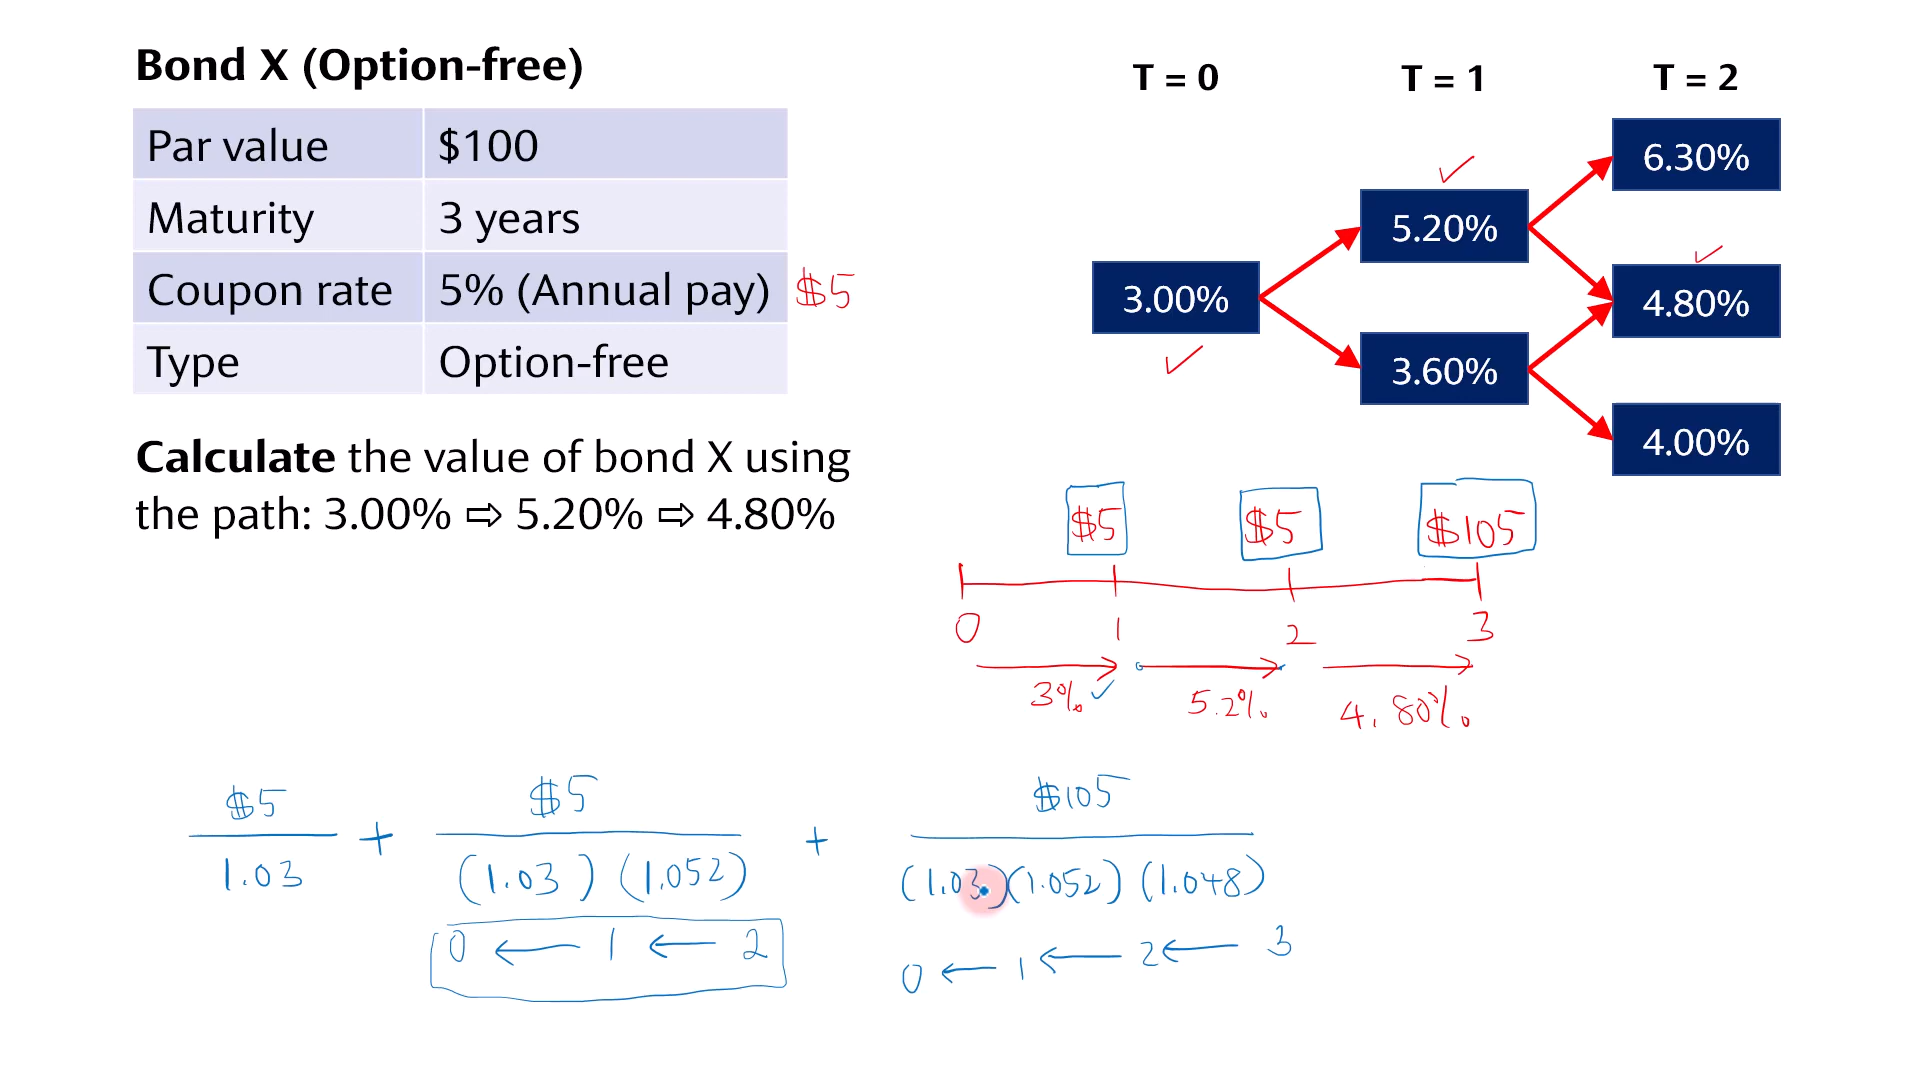 Bond X (Option-free)
Par value $100
Maturity 3 years
Coupon rate 5% (Annual pay) $5
Type Option-free
Calculate the value of bond X using
the path: 3.00% ⇨ 5.20% ⇨ 4.80%
T = 0 T = 1 T = 2
6.30%
5.20%
3.00% 4.80%
3.60%
4.00%
$5 $5 $105
0 1 2 3
3% 5.2% 4.80%
$5 + $5 + $105
1.03 (1.03) (1.052) (1.03)(1.052)(1.048)
0 ← 1 ← 2 0 ← 1 ← 2 ← 3